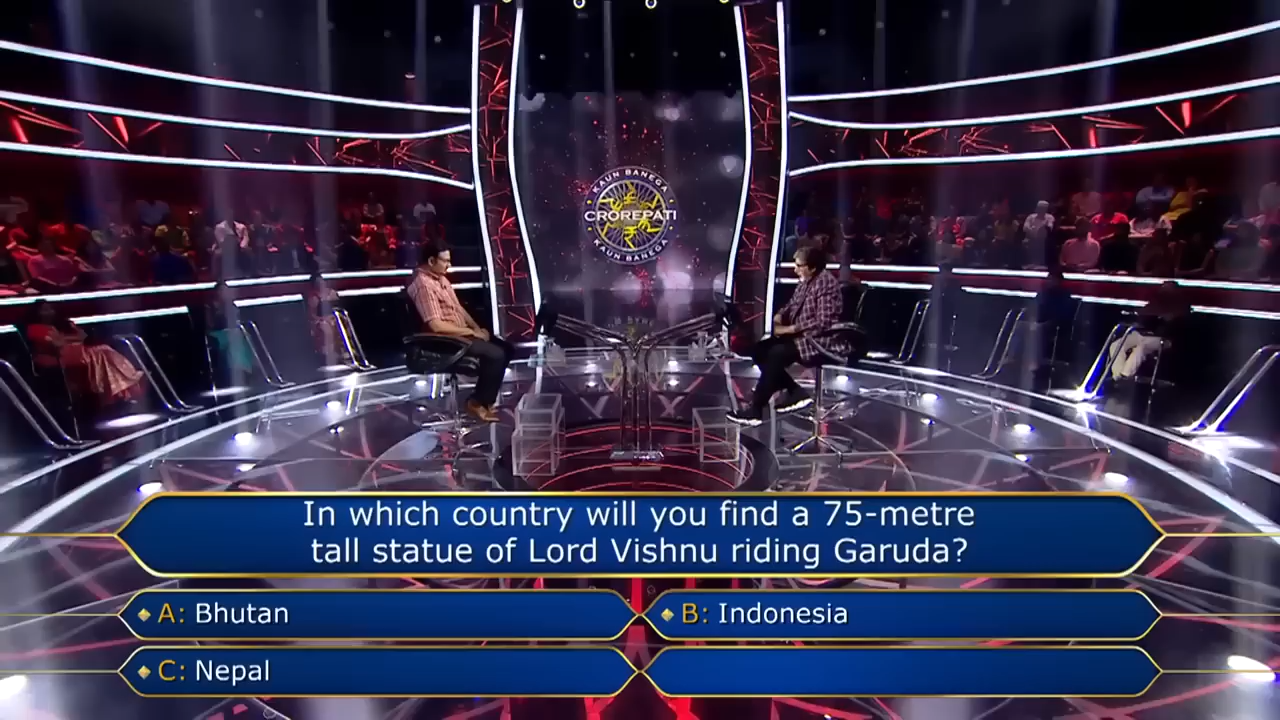 KAUN BANEGA
CROREPATI
KAUN BANEGA
In which country will you find a 75-metre
tall statue of Lord Vishnu riding Garuda?
A: Bhutan
B: Indonesia
C: Nepal